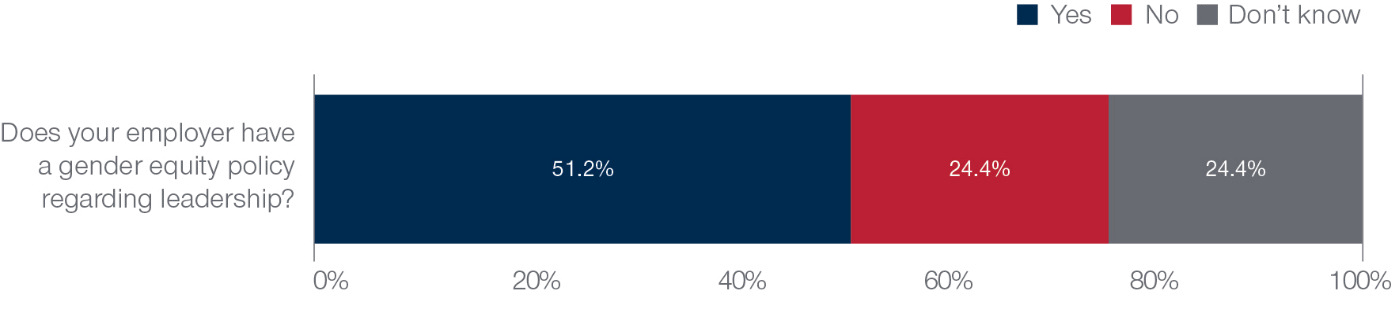 Yes No Don’t know
Does your employer have
a gender equity policy
regarding leadership?
51.2% 24.4% 24.4%
0% 20% 40% 60% 80% 100%